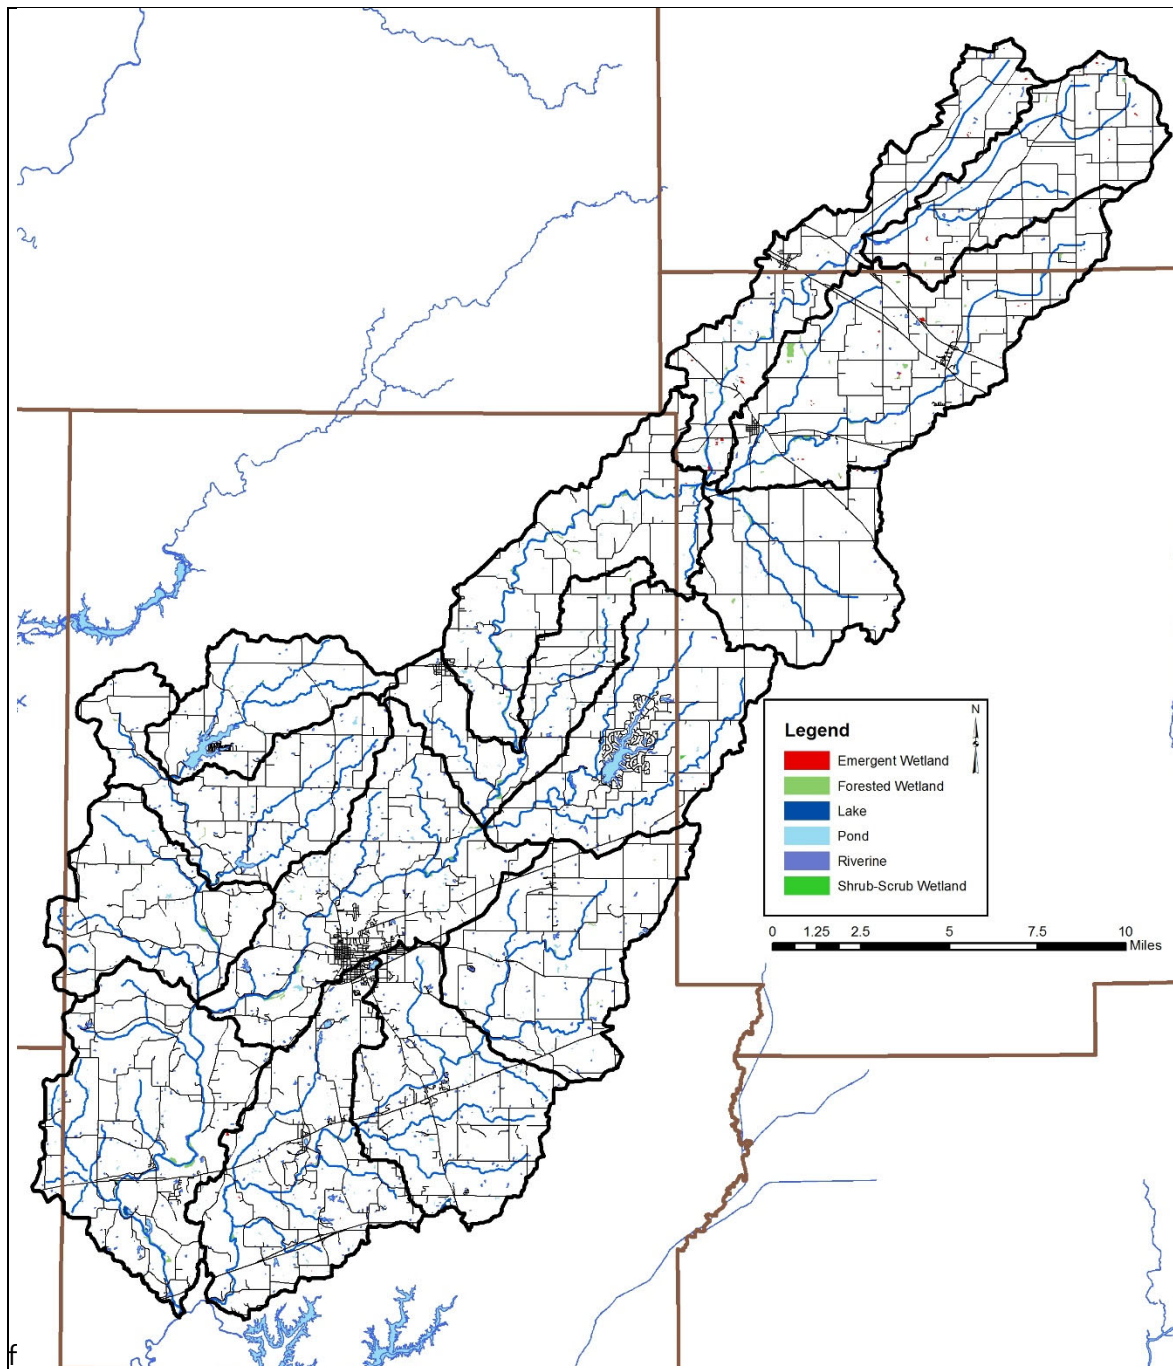 K
Legend
N
Emergent Wetland
Forested Wetland
Lake
Pond
Riverine
Shrub-Scrub Wetland
0 1.25 2.5 5 7.5 10
Miles
f